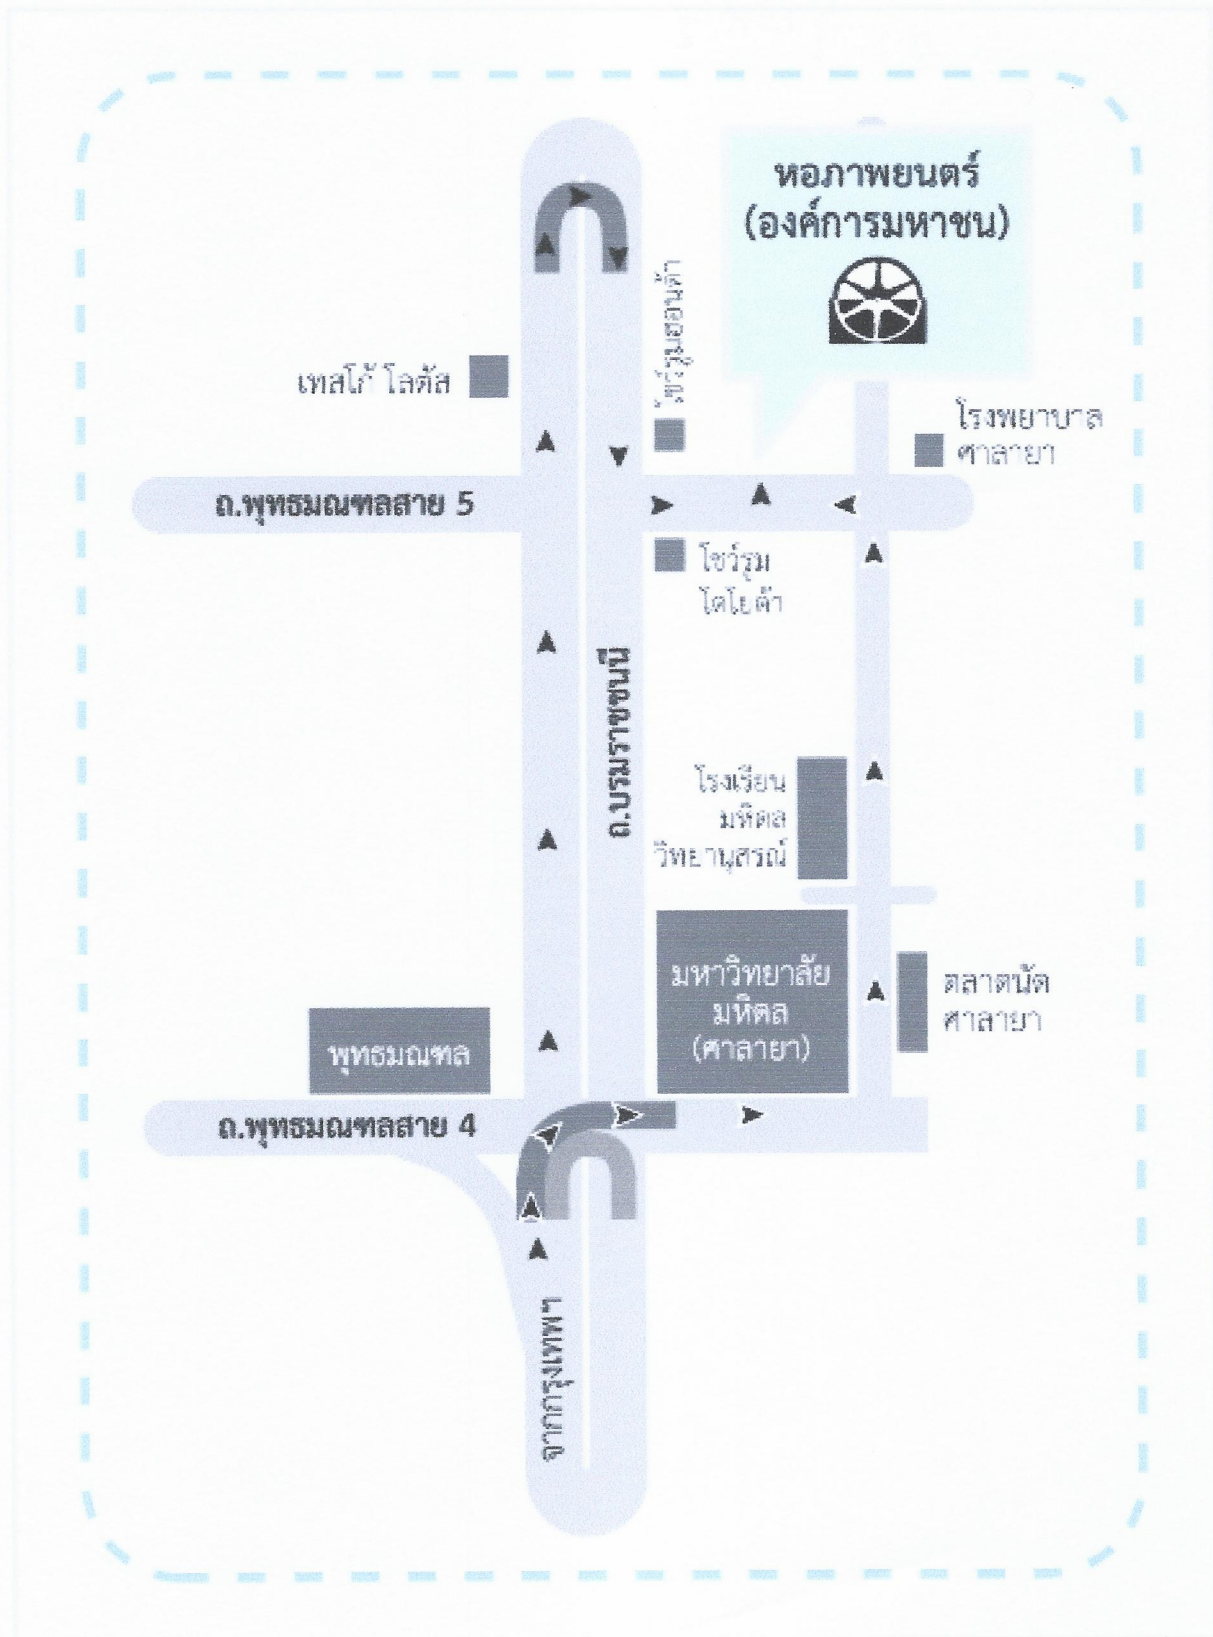 หอภาพยนตร์
(องค์การมหาชน)
โชว์รูมฮอนด้า
เทสโก้ โลตัส
โรงพยาบาล
ศาลายา
ถ.พุทธมณฑลสาย 5
โชว์รูม
โตโยต้า
ถ.บรมราชชนนี
โรงเรียน
มหิดล
วิทยานุสรณ์
มหาวิทยาลัย
มหิดล
(ศาลายา)
ตลาดนัด
ศาลายา
พุทธมณฑล
ถ.พุทธมณฑลสาย 4
จากกรุงเทพฯ